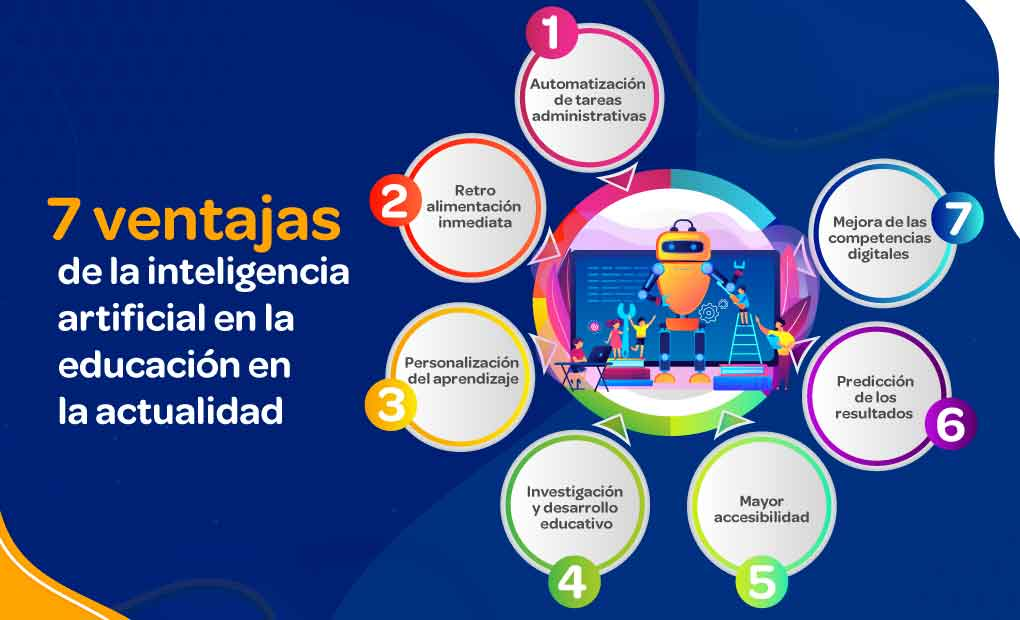 7 ventajas
de la inteligencia
artificial en la
educación en
la actualidad
1
Automatización
de tareas
administrativas
2
Retro
alimentación
inmediata
3
Personalización
del aprendizaje
4
Investigación
y desarrollo
educativo
5
Mayor
accesibilidad
6
Predicción
de los
resultados
7
Mejora de las
competencias
digitales